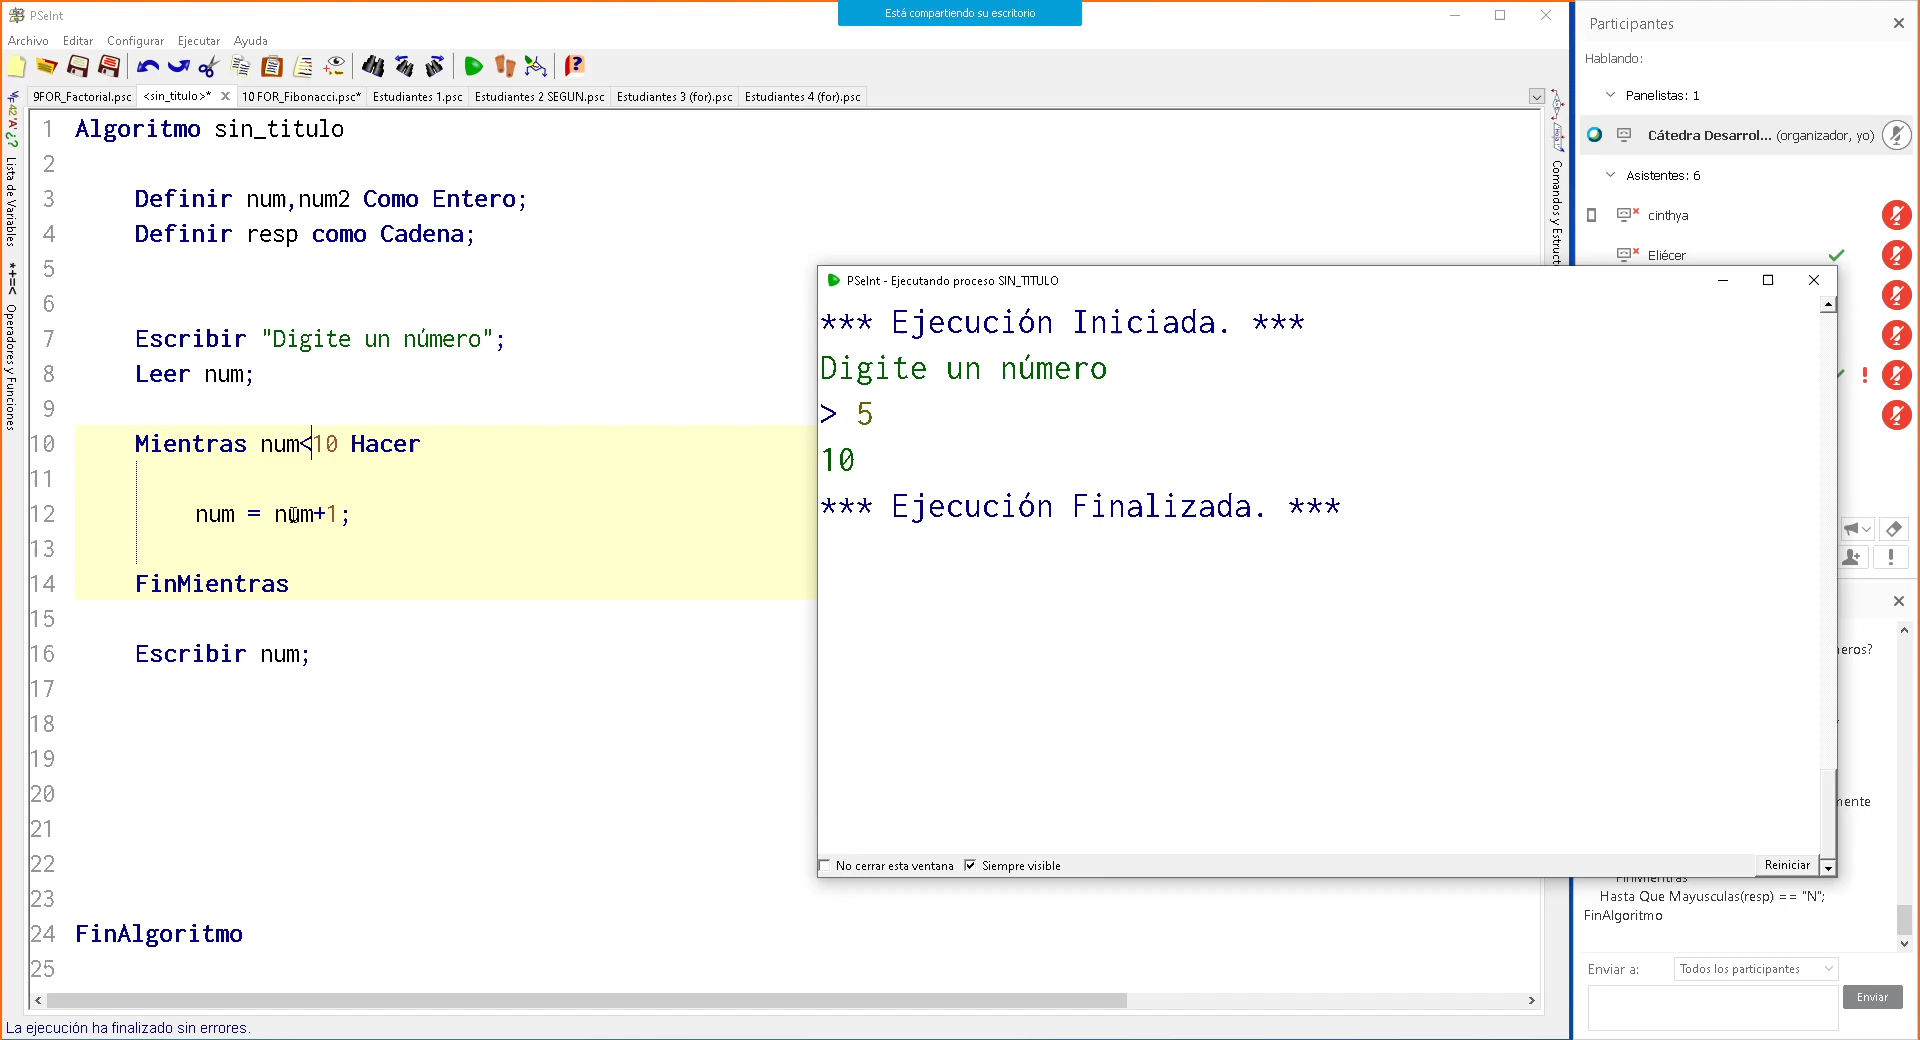 PSeInt
Está compartiendo su escritorio
Archivo Editar Configurar Ejecutar Ayuda
9FOR_Factorial.psc <sin_titulo>* X 10 FOR_Fibonacci.psc* Estudiantes 1.psc Estudiantes 2 SEGUN.psc Estudiantes 3 (for).psc Estudiantes 4 (for).psc
Lista de Variables
*+=< Operadores y Funciones
1 Algoritmo sin_titulo
2
3 Definir num,num2 Como Entero;
4 Definir resp como Cadena;
5
6
7 Escribir "Digite un número";
8 Leer num;
9
10 Mientras num<10 Hacer
11
12 num = num+1;
13
14 FinMientras
15
16 Escribir num;
17
18
19
20
21
22
23
24 FinAlgoritmo
25
La ejecución ha finalizado sin errores.
Comandos y Estruct
PSeInt - Ejecutando proceso SIN_TITULO
*** Ejecución Iniciada. ***
Digite un número
> 5
10
*** Ejecución Finalizada. ***
No cerrar esta ventana Siempre visible Reiniciar
Participantes
Hablando:
Panelistas: 1
Cátedra Desarrol... (organizador, yo)
Asistentes: 6
cinthya
Eliécer
neros?
mente
FinMientras
Hasta Que Mayusculas(resp) == "N";
FinAlgoritmo
Enviar a: Todos los participantes
Enviar